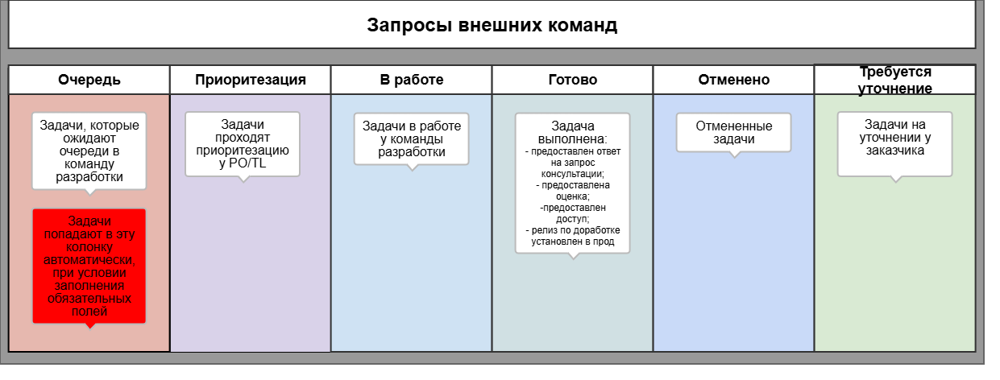 Запросы внешних команд
Очередь
Приоритезация
В работе
Готово
Отменено
Требуется
уточнение
Задачи, которые
ожидают
очереди в
команду
разработки
Задачи
попадают в эту
колонку
автоматически,
при условии
заполнения
обязательных
полей
Задачи
проходят
приоритезацию
у PO/TL
Задачи в работе
у команды
разработки
Задача
выполнена:
- предоставлен ответ
на запрос
консультации;
- предоставлена
оценка;
-предоставлен
доступ;
- релиз по доработке
установлен в прод
Отмененные
задачи
Задачи на
уточнении у
заказчика